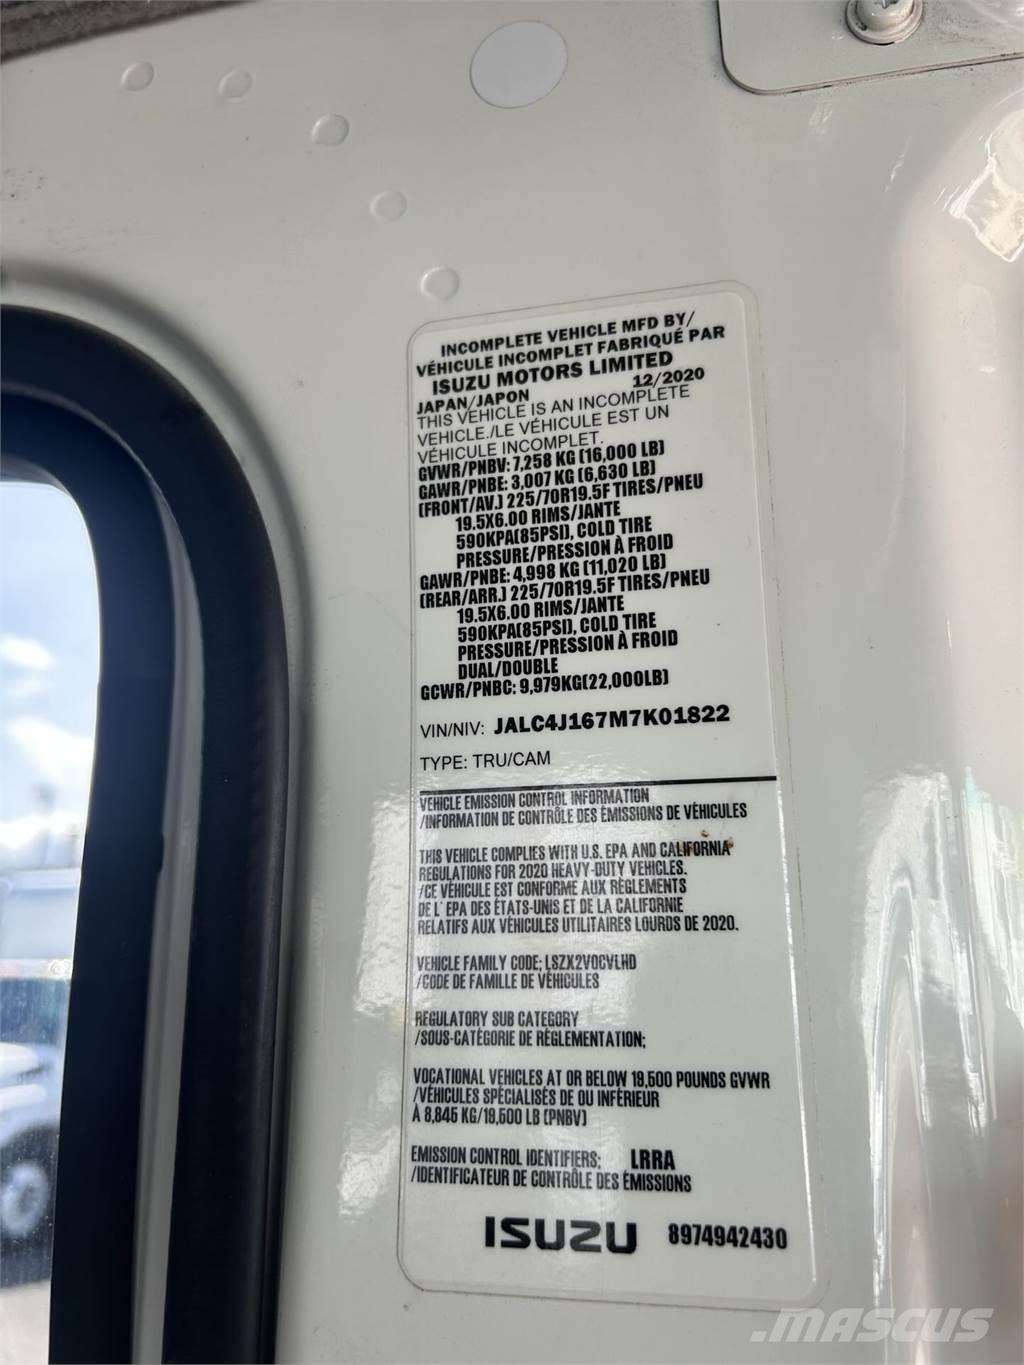 INCOMPLETE VEHICLE MFD BY/
VÉHICULE INCOMPLET FABRIQUÉ PAR
ISUZU MOTORS LIMITED
JAPAN/JAPON 12/2020
THIS VEHICLE IS AN INCOMPLETE
VEHICLE./LE VÉHICULE EST UN
VÉHICULE INCOMPLET.
GVWR/PNBV: 7,258 KG (16,000 LB)
GAWR/PNBE: 3,007 KG (6,630 LB)
(FRONT/AV.) 225/70R19.5F TIRES/PNEU
19.5X6.00 RIMS/JANTE
590KPA(85PSI), COLD TIRE
PRESSURE/PRESSION À FROID
GAWR/PNBE: 4,998 KG (11,020 LB)
(REAR/ARR.) 225/70R19.5F TIRES/PNEU
19.5X6.00 RIMS/JANTE
590KPA(85PSI), COLD TIRE
PRESSURE/PRESSION À FROID
DUAL/DOUBLE
GCWR/PNBC: 9,979KG(22,000LB)
VIN/NIV: JALC4J167M7K01822
TYPE: TRU/CAM
VEHICLE EMISSION CONTROL INFORMATION
/INFORMATION DE CONTRÔLE DES ÉMISSIONS DE VÉHICULES
THIS VEHICLE COMPLIES WITH U.S. EPA AND CALIFORNIA
REGULATIONS FOR 2020 HEAVY-DUTY VEHICLES.
/CE VÉHICULE EST CONFORME AUX RÈGLEMENTS
DE L' EPA DES ÉTATS-UNIS ET DE LA CALIFORNIE
RELATIFS AUX VÉHICULES UTILITAIRES LOURDS DE 2020.
VEHICLE FAMILY CODE; LSZX2VOCVLHD
/CODE DE FAMILLE DE VÉHICULES
REGULATORY SUB CATEGORY
/SOUS-CATÉGORIE DE RÉGLEMENTATION;
VOCATIONAL VEHICLES AT OR BELOW 19,500 POUNDS GVWR
/VÉHICULES SPÉCIALISÉS DE OU INFÉRIEUR
À 8,845 KG/19,500 LB (PNBV)
EMISSION CONTROL IDENTIFIERS; LRRA
/IDENTIFICATEUR DE CONTRÔLE DES ÉMISSIONS
ISUZU 8974942430
MASCUS